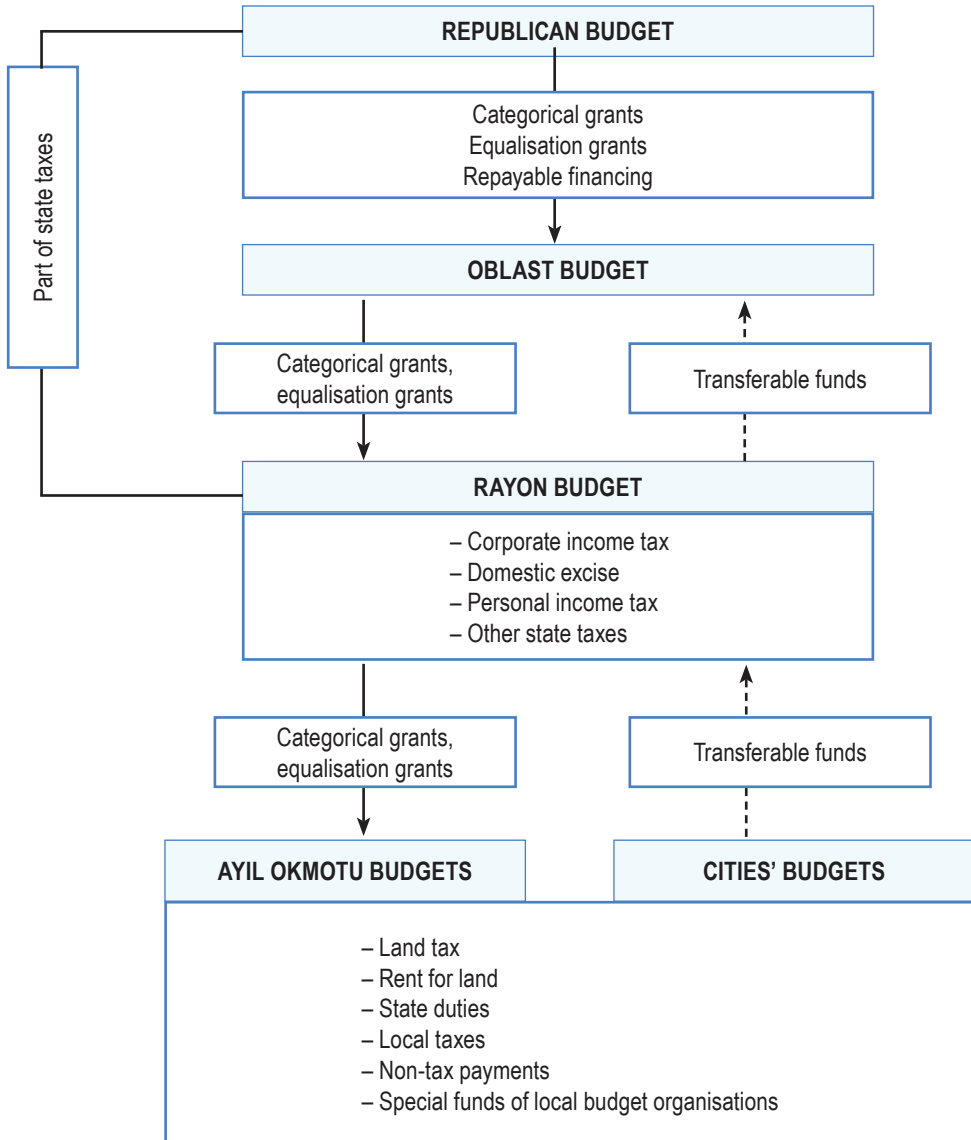 REPUBLICAN BUDGET
Part of state taxes
Categorical grants
Equalisation grants
Repayable financing
OBLAST BUDGET
Categorical grants,
equalisation grants
Transferable funds
RAYON BUDGET
– Corporate income tax
– Domestic excise
– Personal income tax
– Other state taxes
Categorical grants,
equalisation grants
Transferable funds
AYIL OKMOTU BUDGETS
CITIES’ BUDGETS
– Land tax
– Rent for land
– State duties
– Local taxes
– Non-tax payments
– Special funds of local budget organisations